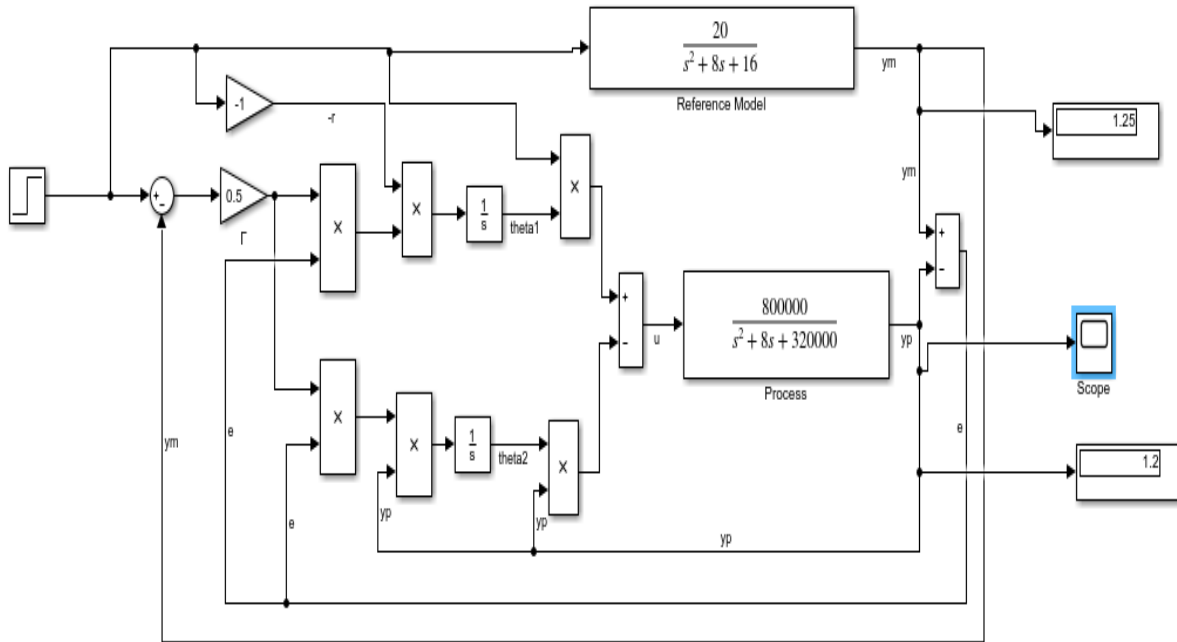 20
s² + 8s + 16
Reference Model
ym
-1
-r
1.25
0.5
Γ
×
×
1
s
theta1
×
ym
+
−
+
−
+
−
u
800000
s² + 8s + 320000
Process
yp
Scope
×
×
1
s
theta2
×
ym
e
e
yp
yp
yp
e
1.2